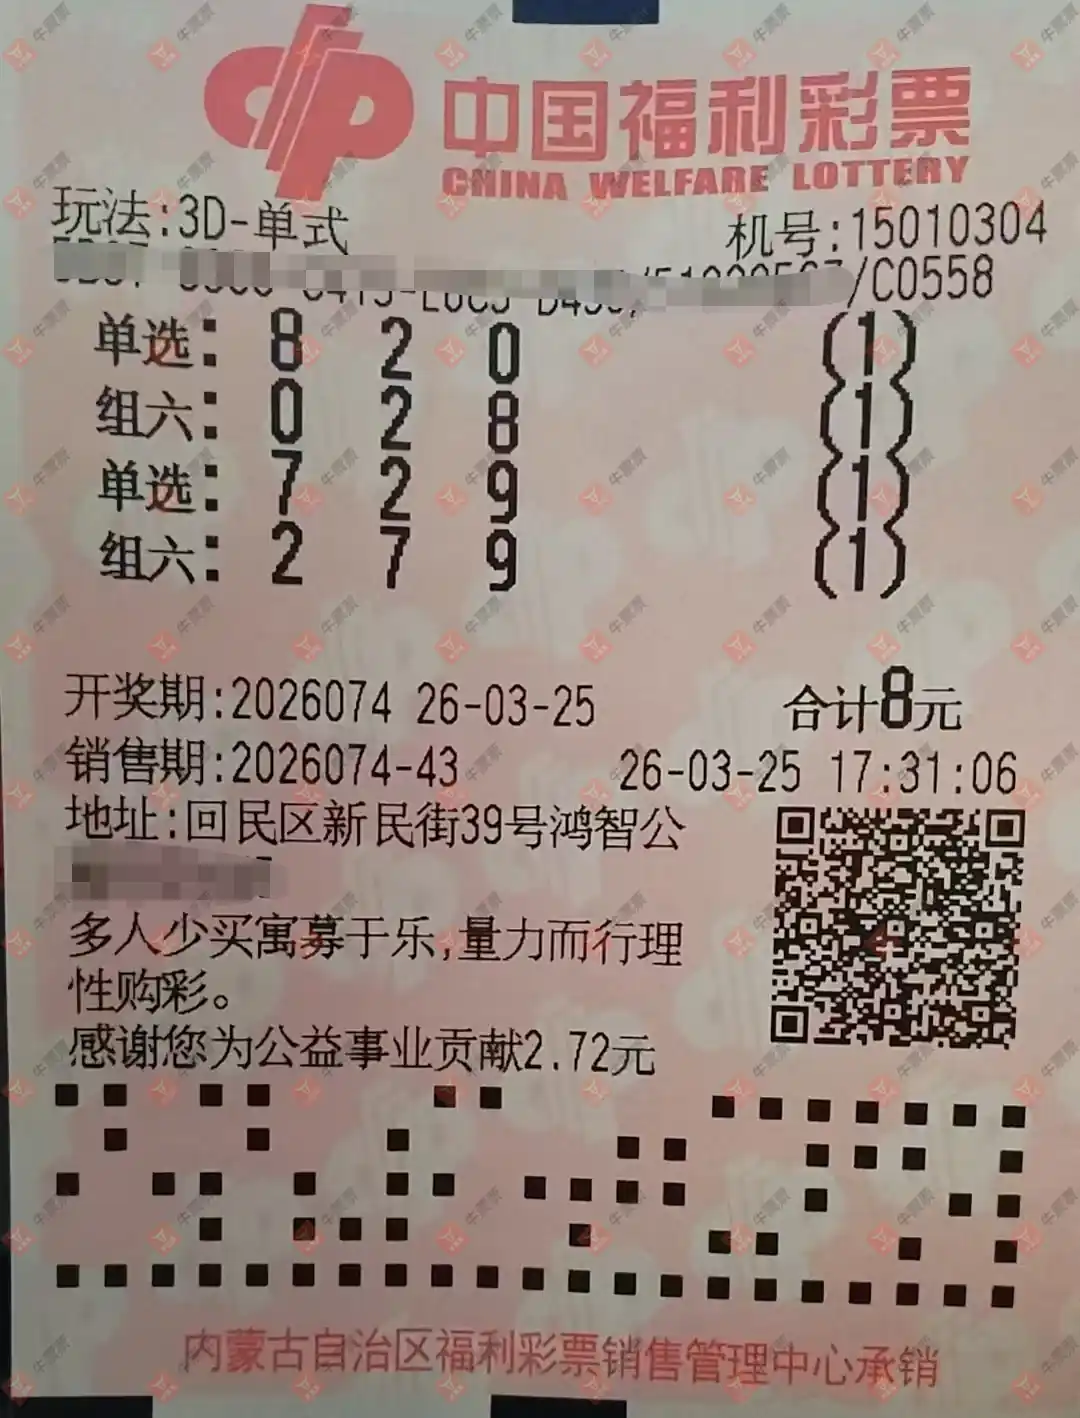 中国福利彩票
CHINA WELFARE LOTTERY
玩法:3D-单式
机号:15010304
/C0558
单选: 8 2 0 (1)
组六: 0 2 8 (1)
单选: 7 2 9 (1)
组六: 2 7 9 (1)
开奖期:2026074 26-03-25 合计8元
销售期:2026074-43 26-03-25 17:31:06
地址:回民区新民街39号鸿智公
多人少买寓募于乐,量力而行理
性购彩。
感谢您为公益事业贡献2.72元
内蒙古自治区福利彩票销售管理中心承销
牛票票